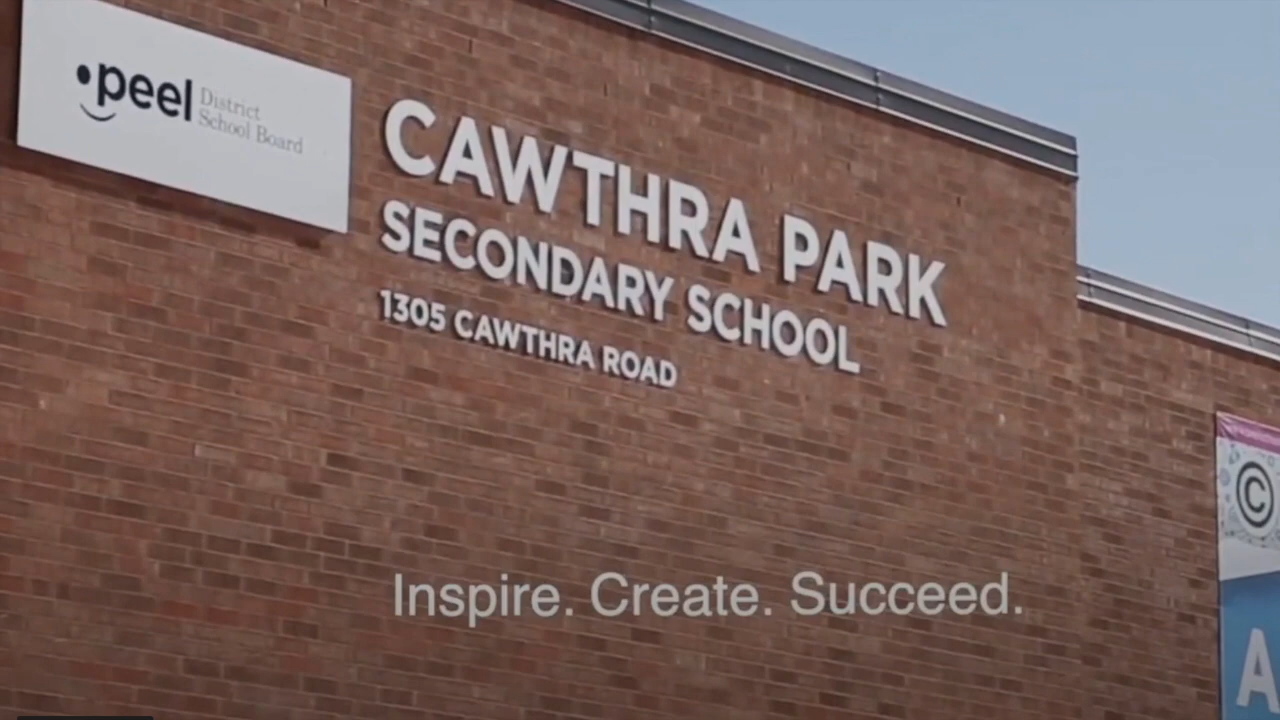 peel District
School Board
CAWTHRA PARK
SECONDARY SCHOOL
1305 CAWTHRA ROAD
Inspire. Create. Succeed.
©
A